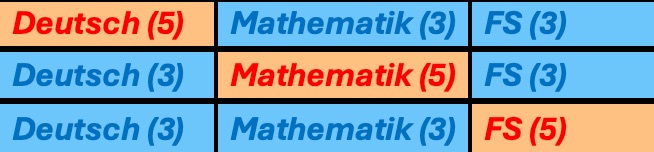 Deutsch (5) Mathematik (3) FS (3)
Deutsch (3) Mathematik (5) FS (3)
Deutsch (3) Mathematik (3) FS (5)